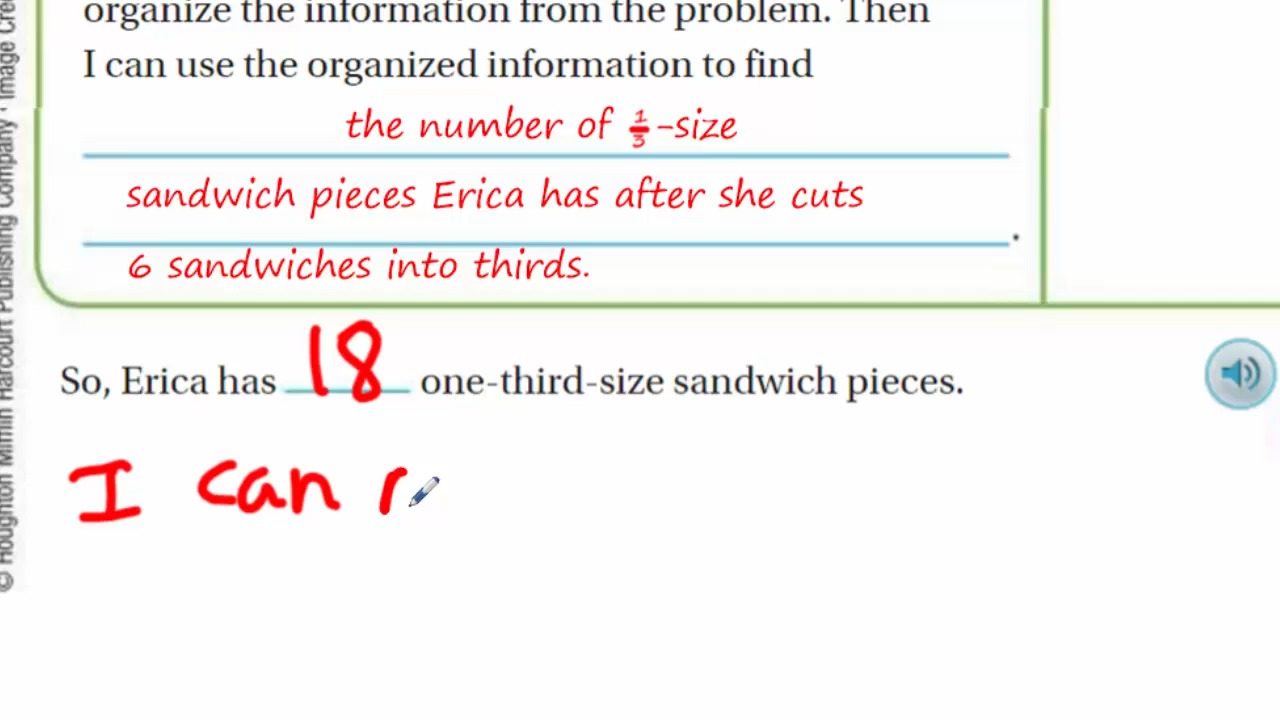 organize the information from the problem. Then
I can use the organized information to find
the number of 1/3-size
sandwich pieces Erica has after she cuts
.
6 sandwiches into thirds.
So, Erica has 18 one-third-size sandwich pieces.
I can
© Houghton Mifflin Harcourt Publishing Company · Image